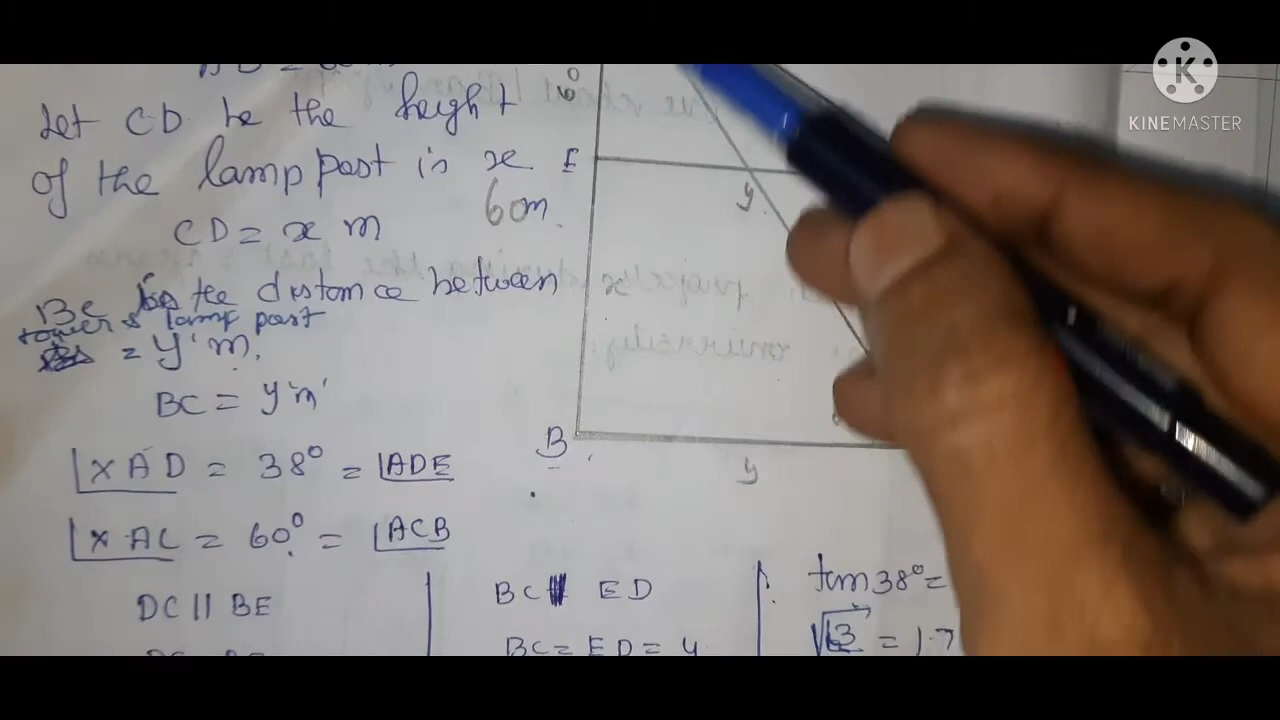 Let CD be the height
of the lamp post is x
CD = x m
BC be the distance between
tower & lamp post
= y m.
BC = y m
∠XAD = 38° = ∠ADE
∠XAC = 60° = ∠ACB
DC || BE
BC || ED
BC = ED = y
tan 38° =
√3 = 1.7
60
E
60m
x
y
B
y
KINEMASTER
K